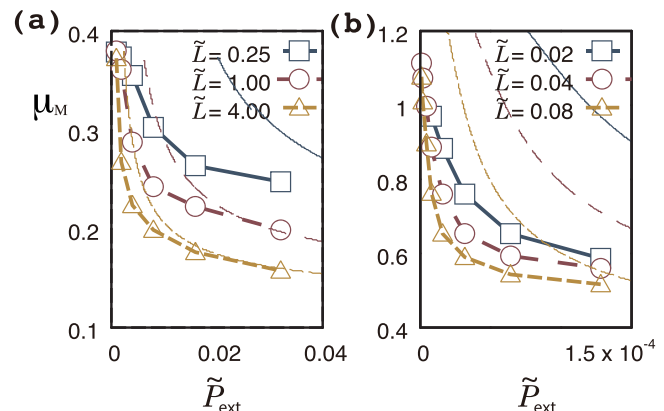 (a) (b)
0.4 1.2
L̃ = 0.25 L̃ = 0.02
L̃ = 1.00 L̃ = 0.04
L̃ = 4.00 L̃ = 0.08
μM 1
0.3
0.8
0.2 0.6
0.1 0.4
0 0.02 0.04 0 1.5 x 10⁻⁴
P̃ext P̃ext